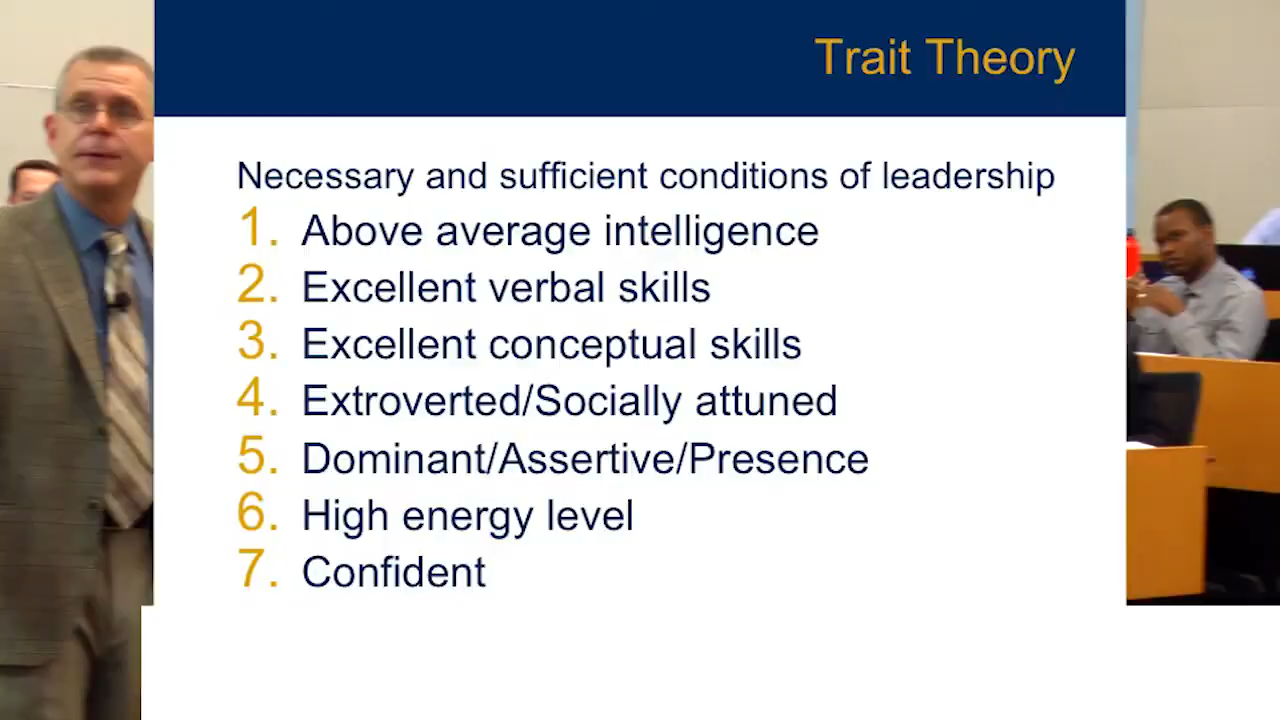 Trait Theory
Necessary and sufficient conditions of leadership
1. Above average intelligence
2. Excellent verbal skills
3. Excellent conceptual skills
4. Extroverted/Socially attuned
5. Dominant/Assertive/Presence
6. High energy level
7. Confident